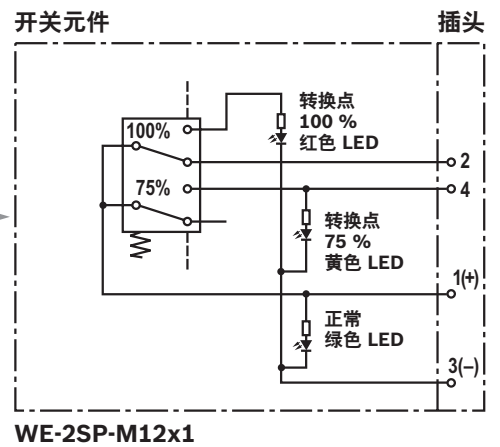 开关元件
插头
转换点
100 %
红色 LED
100%
75%
2
4
转换点
75 %
黄色 LED
1(+)
正常
绿色 LED
3(–)
WE-2SP-M12x1